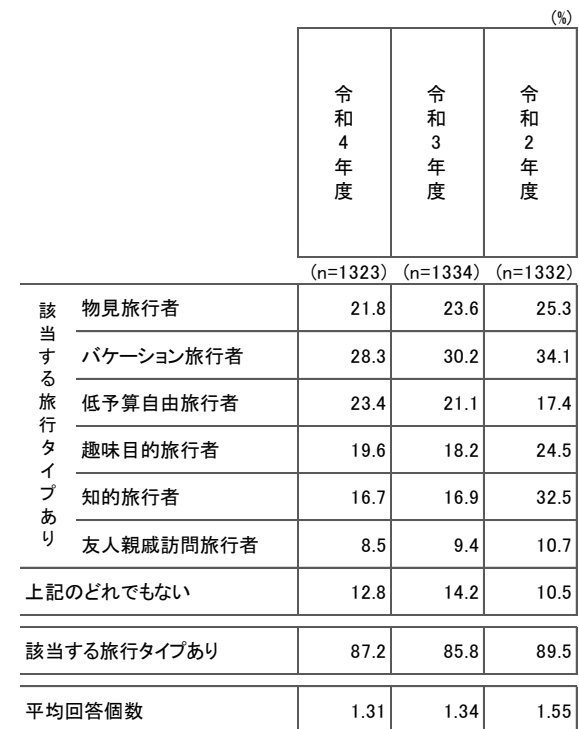 (%)
令和4年度 令和3年度 令和2年度
(n=1323) (n=1334) (n=1332)
該当する旅行タイプあり
物見旅行者 21.8 23.6 25.3
バケーション旅行者 28.3 30.2 34.1
低予算自由旅行者 23.4 21.1 17.4
趣味目的旅行者 19.6 18.2 24.5
知的旅行者 16.7 16.9 32.5
友人親戚訪問旅行者 8.5 9.4 10.7
上記のどれでもない 12.8 14.2 10.5
該当する旅行タイプあり 87.2 85.8 89.5
平均回答個数 1.31 1.34 1.55